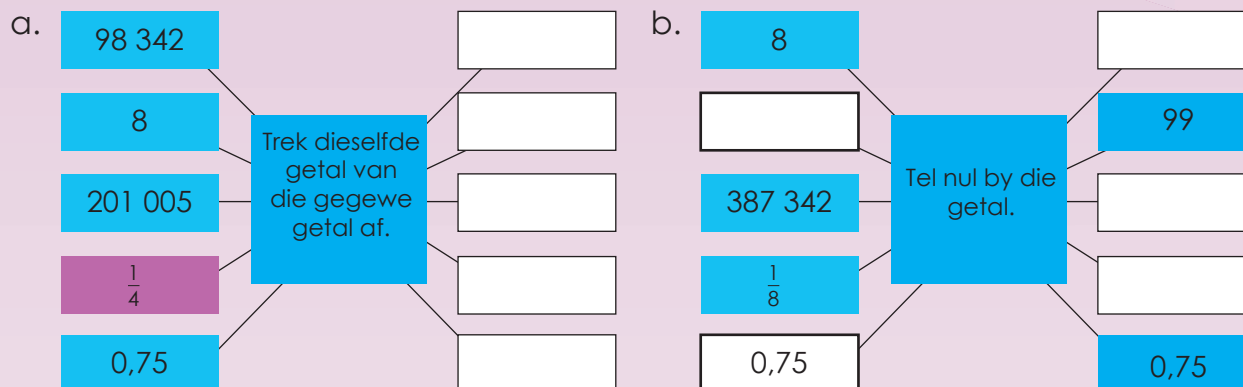 a.
98 342
8
201 005
1/4
0,75
Trek dieselfde
getal van
die gegewe
getal af.
b.
8
387 342
1/8
0,75
Tel nul by die
getal.
99
0,75